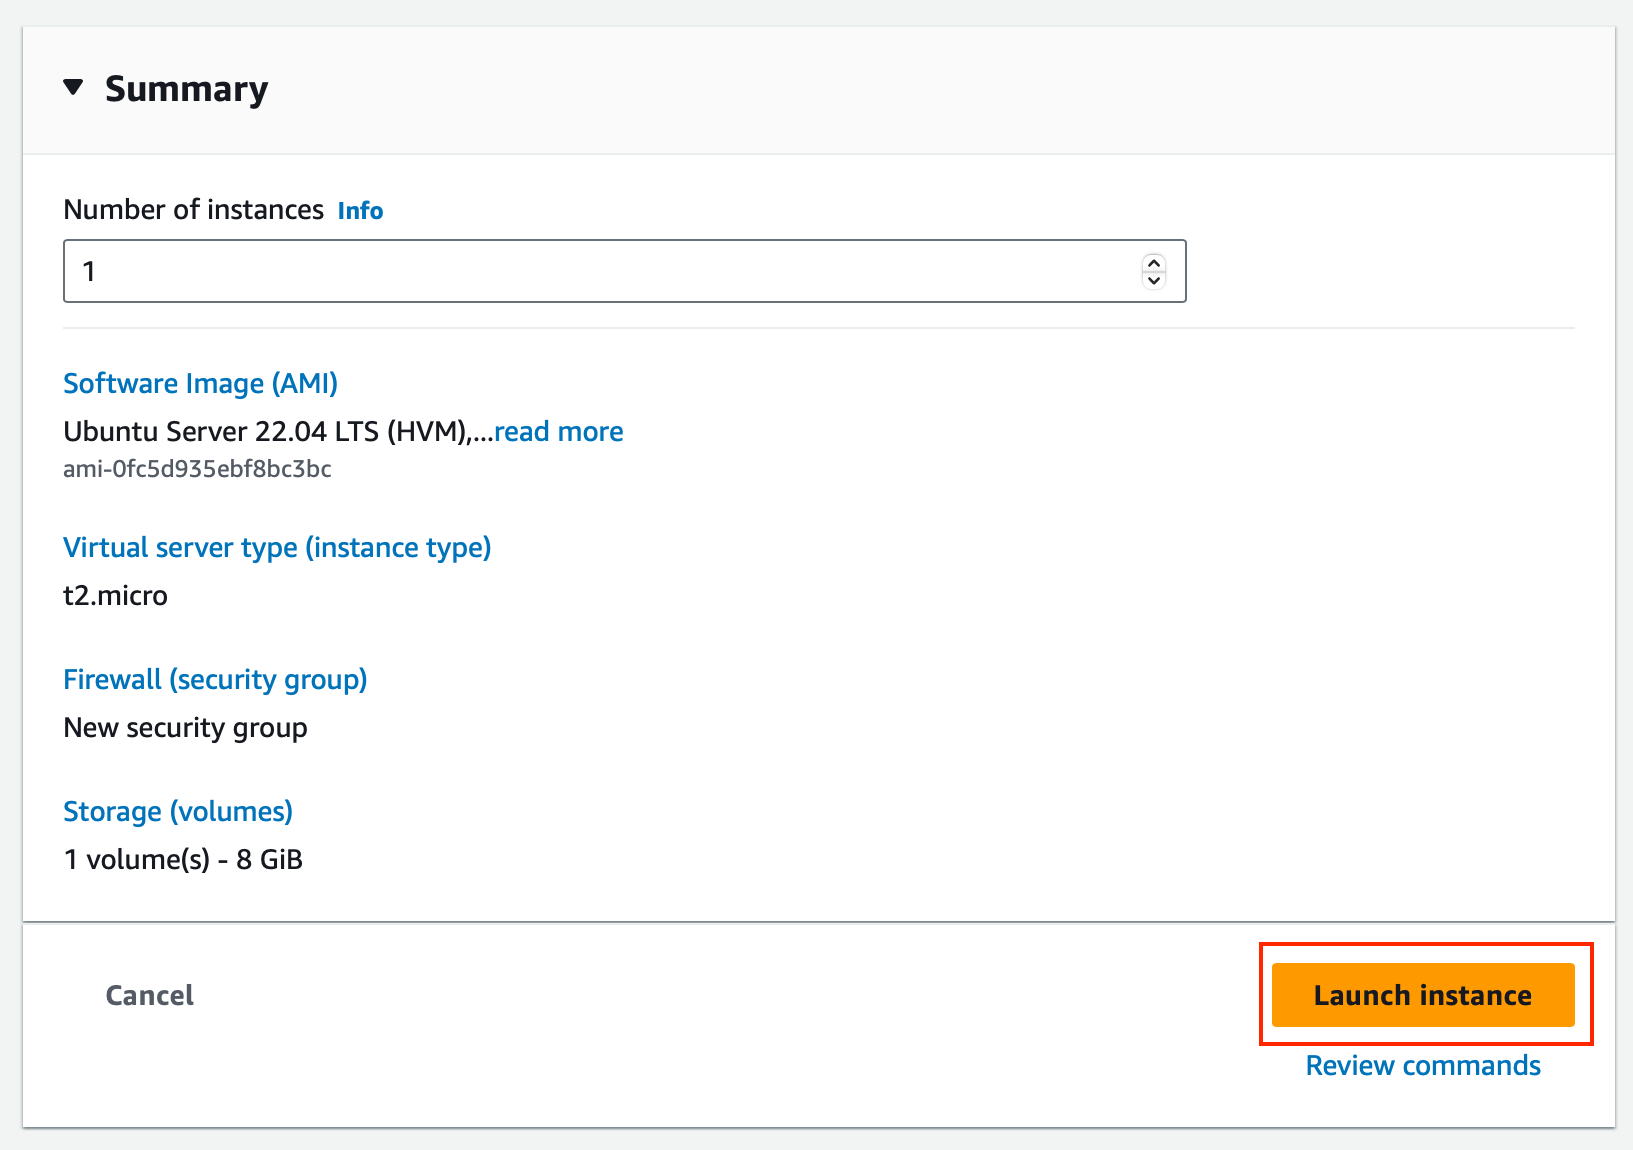 Summary
Number of instances Info
1
Software Image (AMI)
Ubuntu Server 22.04 LTS (HVM),...read more
ami-0fc5d935ebf8bc3bc
Virtual server type (instance type)
t2.micro
Firewall (security group)
New security group
Storage (volumes)
1 volume(s) - 8 GiB
Cancel
Launch instance
Review commands